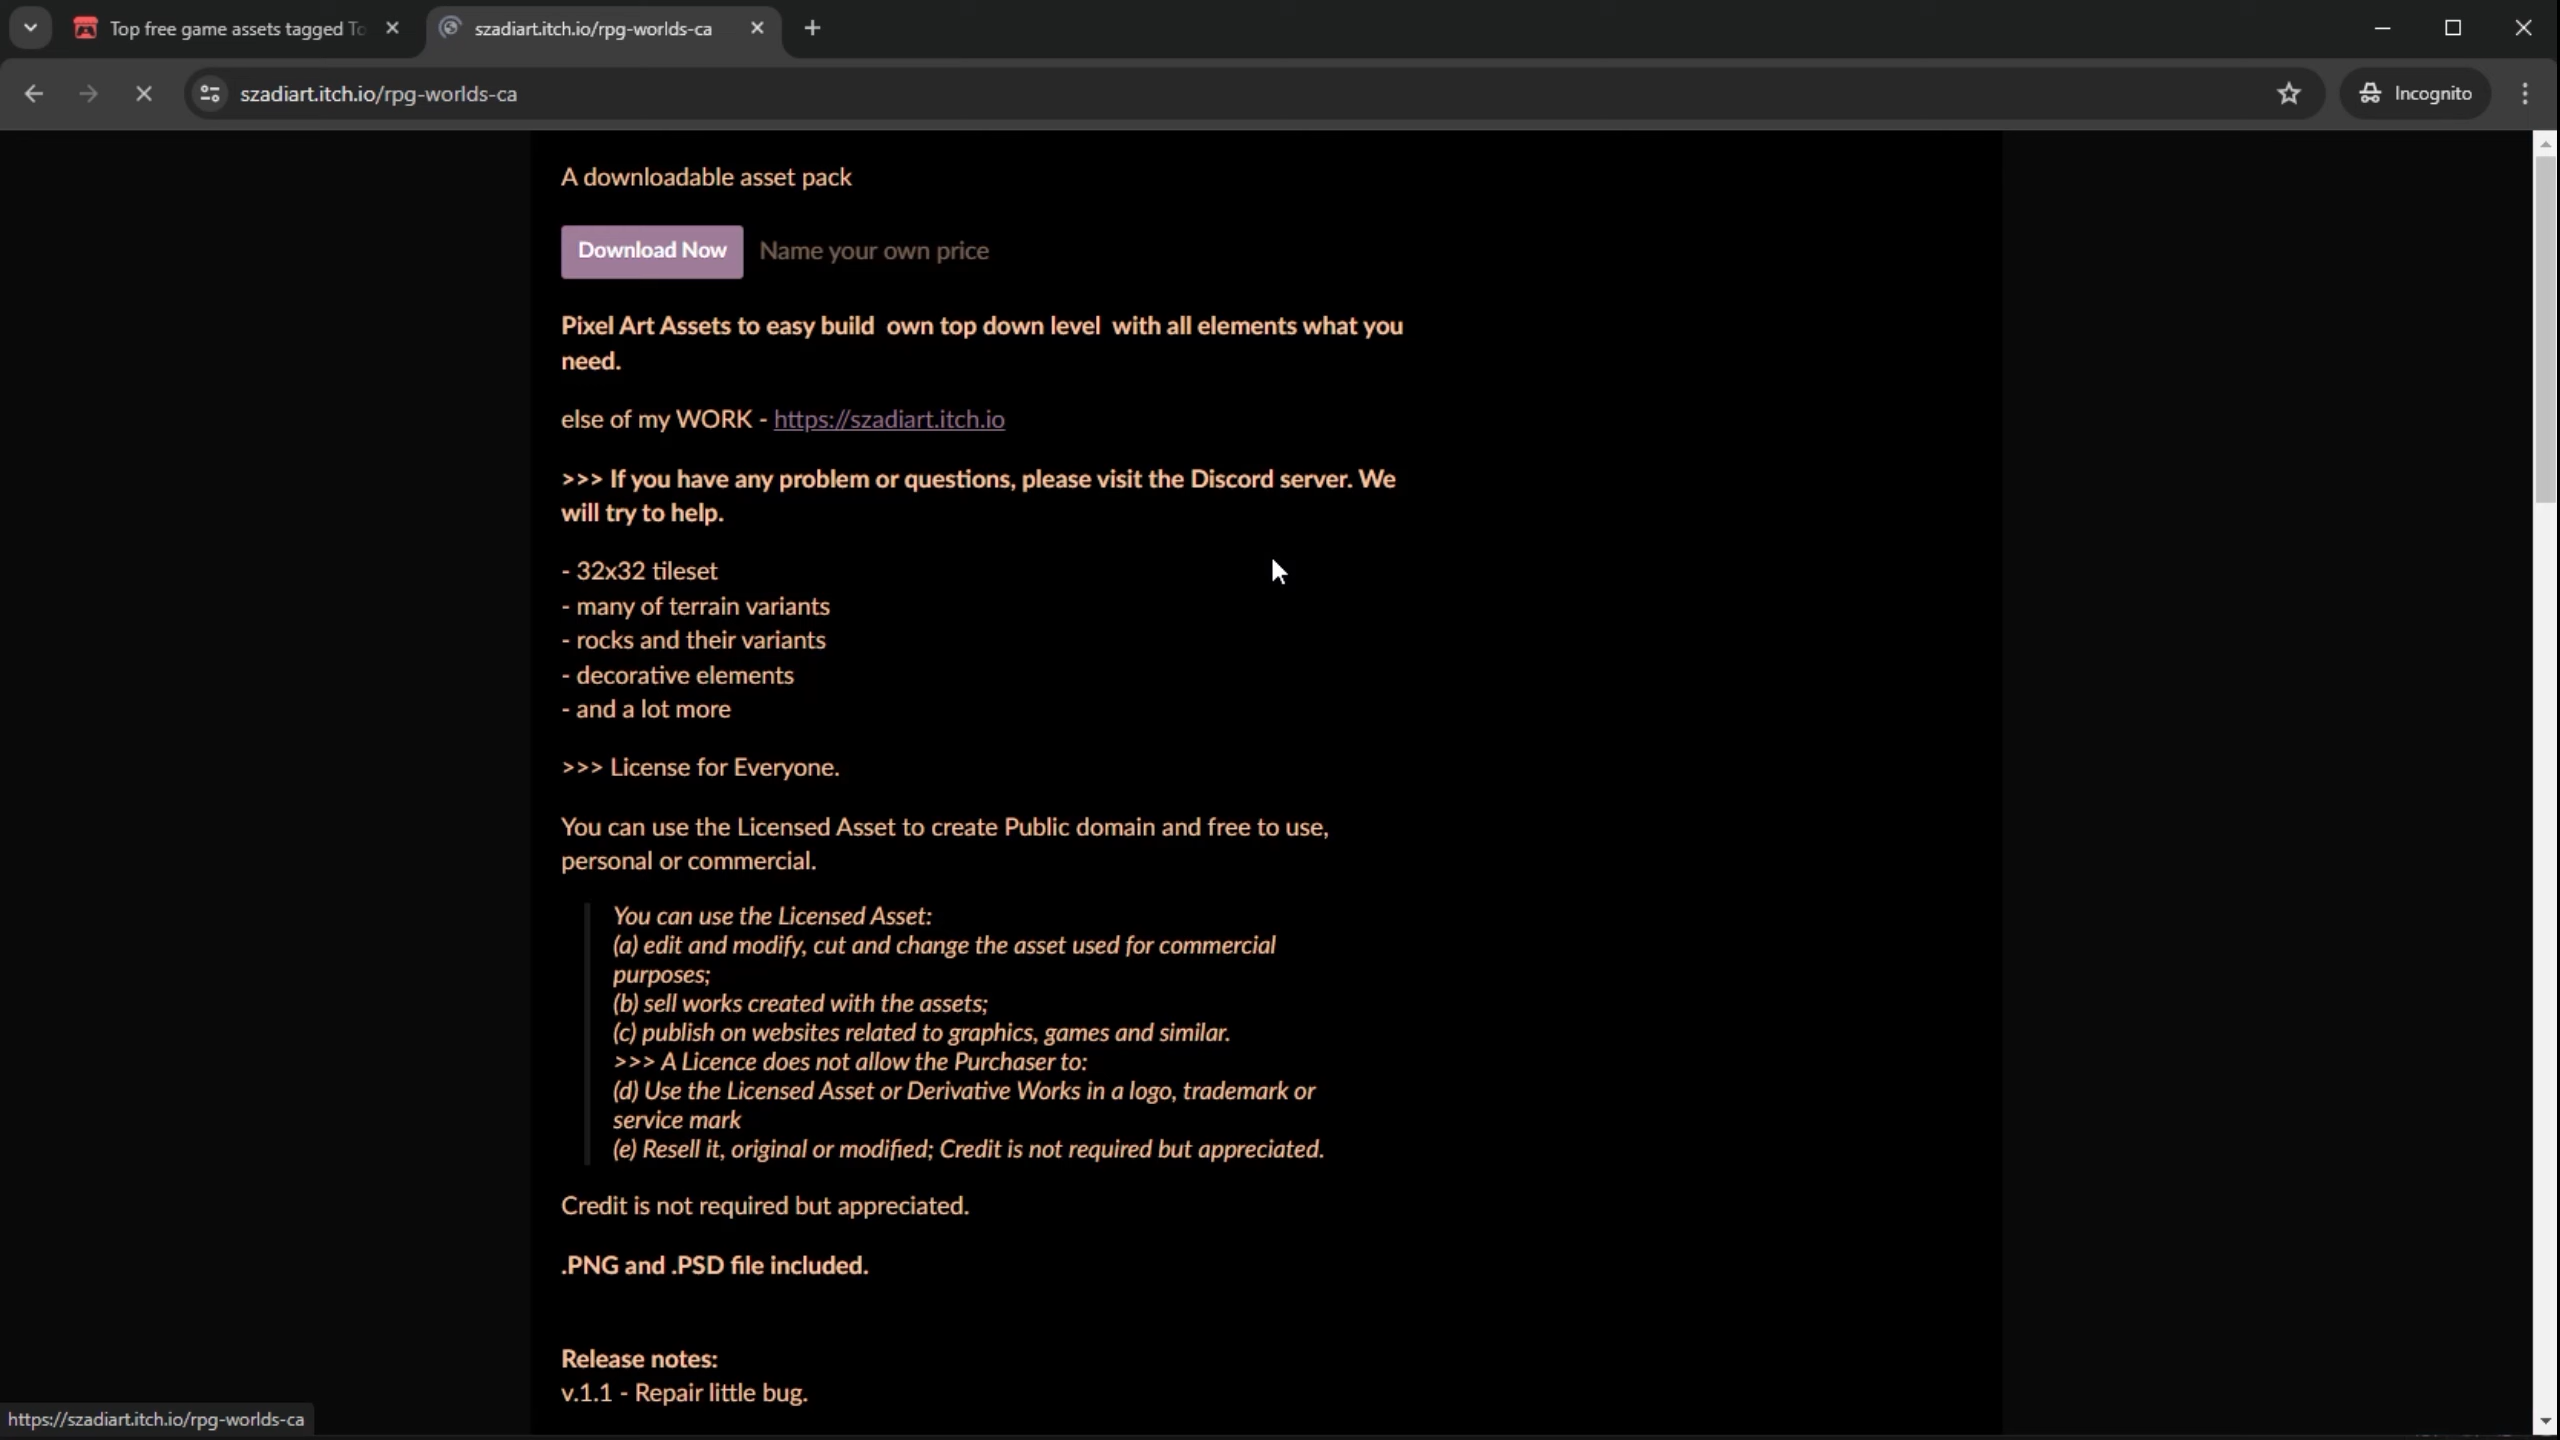 Top free game assets tagged To
szadiart.itch.io/rpg-worlds-ca
szadiart.itch.io/rpg-worlds-ca
Incognito
A downloadable asset pack
Download Now Name your own price
Pixel Art Assets to easy build  own top down level  with all elements what you
need.
else of my WORK - https://szadiart.itch.io
>>> If you have any problem or questions, please visit the Discord server. We
will try to help.
- 32x32 tileset
- many of terrain variants
- rocks and their variants
- decorative elements
- and a lot more
>>> License for Everyone.
You can use the Licensed Asset to create Public domain and free to use,
personal or commercial.
You can use the Licensed Asset:
(a) edit and modify, cut and change the asset used for commercial
purposes;
(b) sell works created with the assets;
(c) publish on websites related to graphics, games and similar.
>>> A Licence does not allow the Purchaser to:
(d) Use the Licensed Asset or Derivative Works in a logo, trademark or
service mark
(e) Resell it, original or modified; Credit is not required but appreciated.
Credit is not required but appreciated.
.PNG and .PSD file included.
Release notes:
v.1.1 - Repair little bug.
https://szadiart.itch.io/rpg-worlds-ca